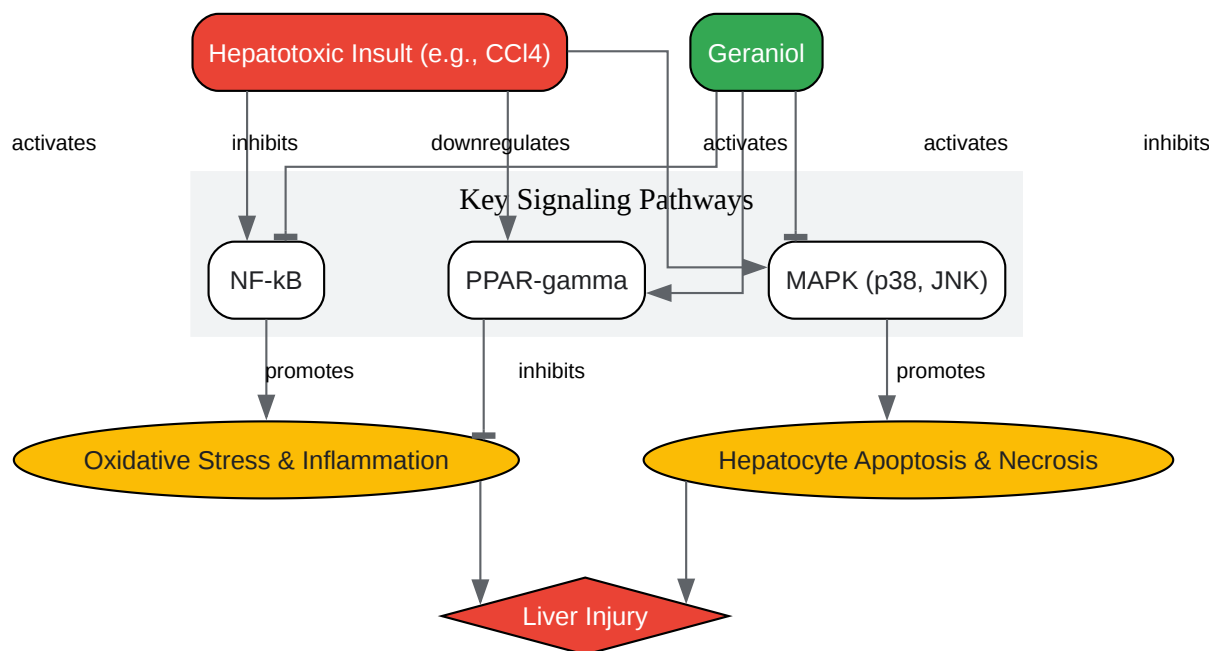 Hepatotoxic Insult (e.g., CCl4)
Geraniol
activates
inhibits
downregulates
activates
activates
inhibits
Key Signaling Pathways
NF-kB
PPAR-gamma
MAPK (p38, JNK)
promotes
inhibits
promotes
Oxidative Stress & Inflammation
Hepatocyte Apoptosis & Necrosis
Liver Injury